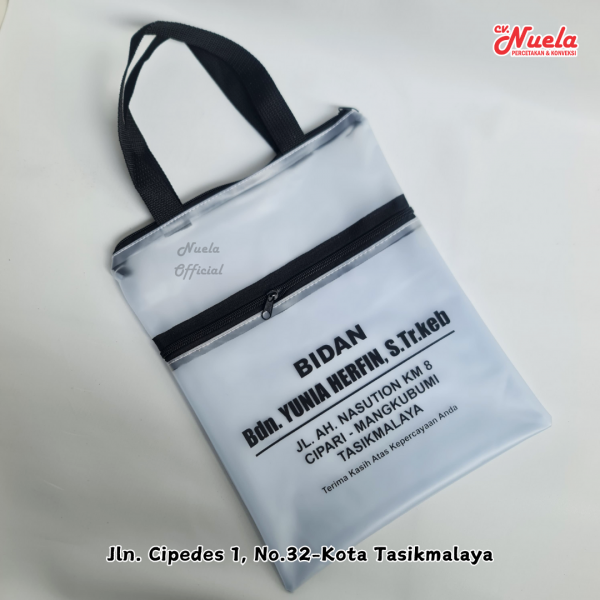 CV.
Nuela
PERCETAKAN & KONVEKSI
Nuela
Official
BIDAN
Bdn. YUNIA HERFIN, S.Tr.keb
JL. AH. NASUTION KM 8
CIPARI - MANGKUBUMI
TASIKMALAYA
Terima Kasih Atas Kepercayaan Anda
Jln. Cipedes 1, No.32-Kota Tasikmalaya